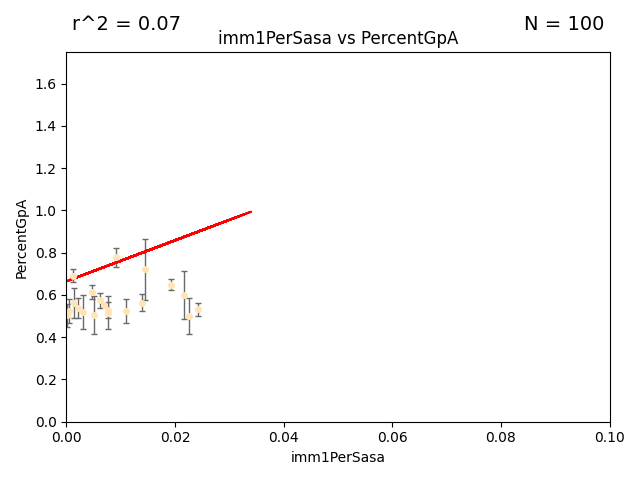 r^2 = 0.07
N = 100
imm1PerSasa vs PercentGpA
PercentGpA
1.6
1.4
1.2
1.0
0.8
0.6
0.4
0.2
0.0
0.00 0.02 0.04 0.06 0.08 0.10
imm1PerSasa